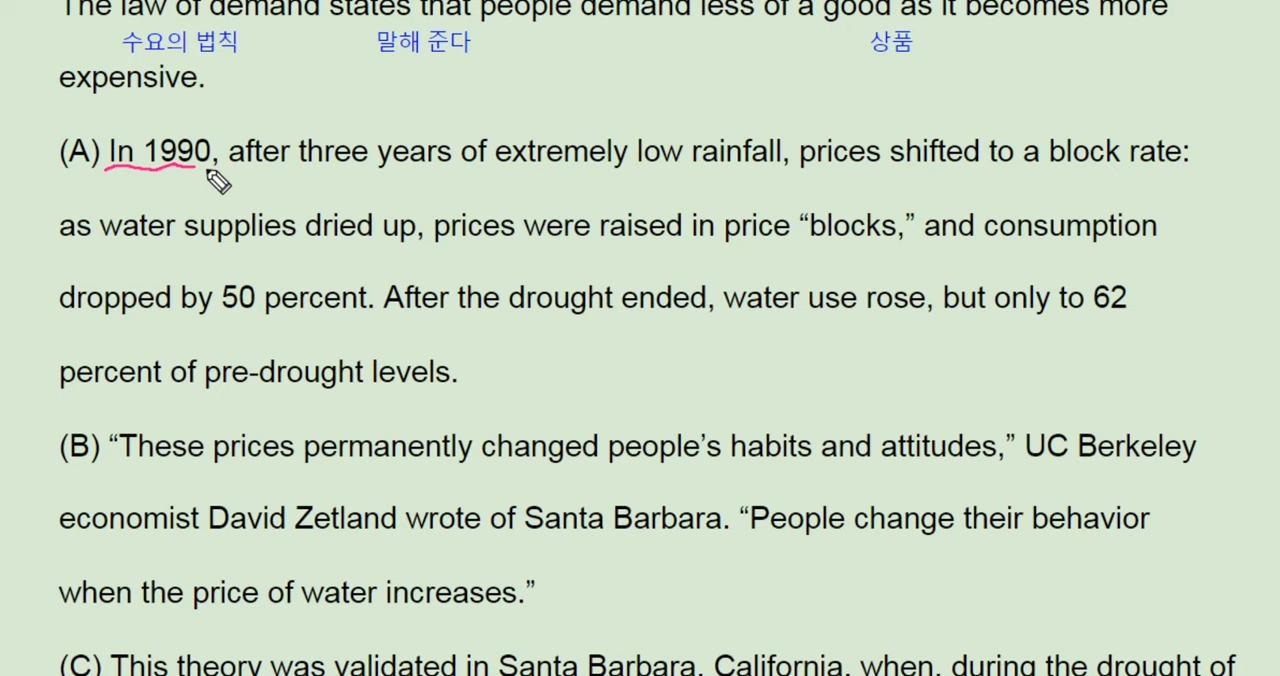 The law of demand states that people demand less of a good as it becomes more
수요의 법칙 말해 준다 상품
expensive.
(A) In 1990, after three years of extremely low rainfall, prices shifted to a block rate:
as water supplies dried up, prices were raised in price “blocks,” and consumption
dropped by 50 percent. After the drought ended, water use rose, but only to 62
percent of pre-drought levels.
(B) “These prices permanently changed people’s habits and attitudes,” UC Berkeley
economist David Zetland wrote of Santa Barbara. “People change their behavior
when the price of water increases.”
(C) This theory was validated in Santa Barbara, California, when, during the drought of